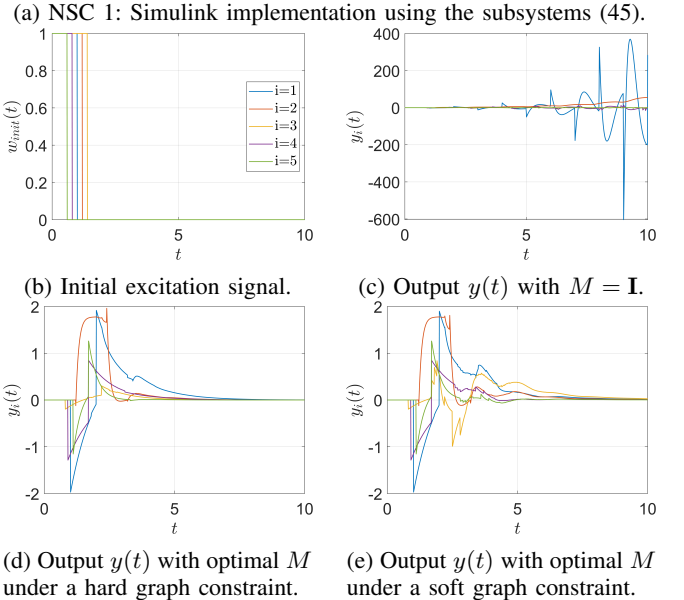 (a) NSC 1: Simulink implementation using the subsystems (45).
1
0.8
0.6
0.4
0.2
0
0 5 10
w_init(t)
t
i=1
i=2
i=3
i=4
i=5
400
200
0
-200
-400
-600
0 5 10
y_i(t)
t
(b) Initial excitation signal.
(c) Output y(t) with M = I.
2
1
0
-1
-2
0 5 10
y_i(t)
t
2
1
0
-1
-2
0 5 10
y_i(t)
t
(d) Output y(t) with optimal M
under a hard graph constraint.
(e) Output y(t) with optimal M
under a soft graph constraint.